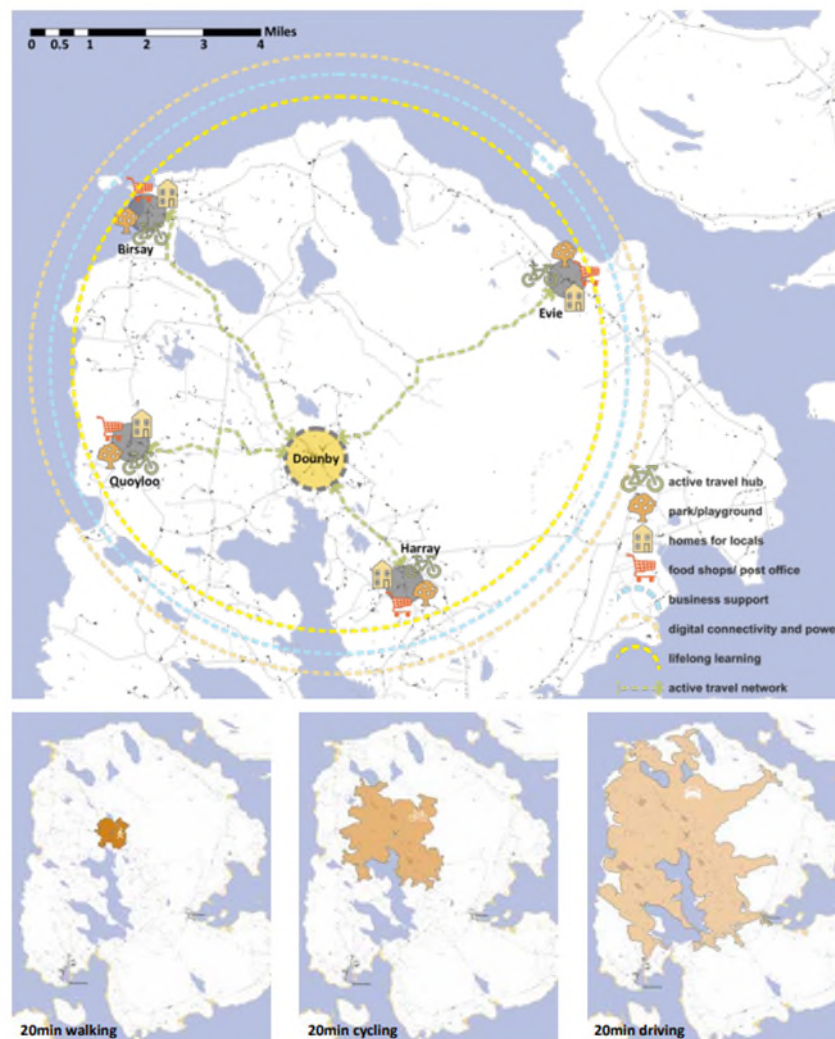 Miles
0 0.5 1 2 3 4
Birsay
Evie
Dounby
Quoyloo
Harray
active travel hub
park/playground
homes for locals
food shops/ post office
business support
digital connectivity and power
lifelong learning
active travel network
20min walking
20min cycling
20min driving